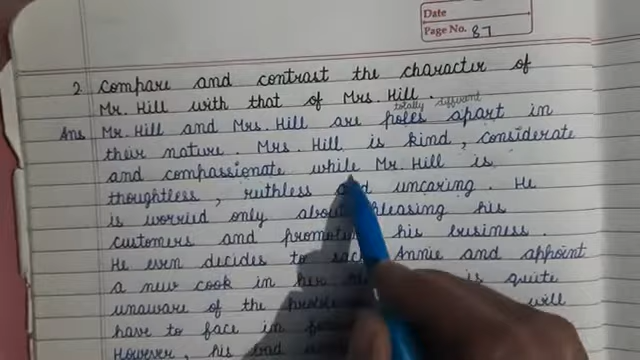 Date
Page No. 87
2 Compare and contrast the character of
Mr. Hill with that of Mrs. Hill.
totally different
Ans Mr. Hill and Mrs. Hill are poles apart in
their nature. Mrs. Hill is kind, considerate
and compassionate while Mr. Hill is
thoughtless, ruthless and uncaring. He
is worried only about pleasing his
customers and his business.
He even decides to Annie and appoint
a new cook in her is quite
unaware of the will
have to face in
However, his bad